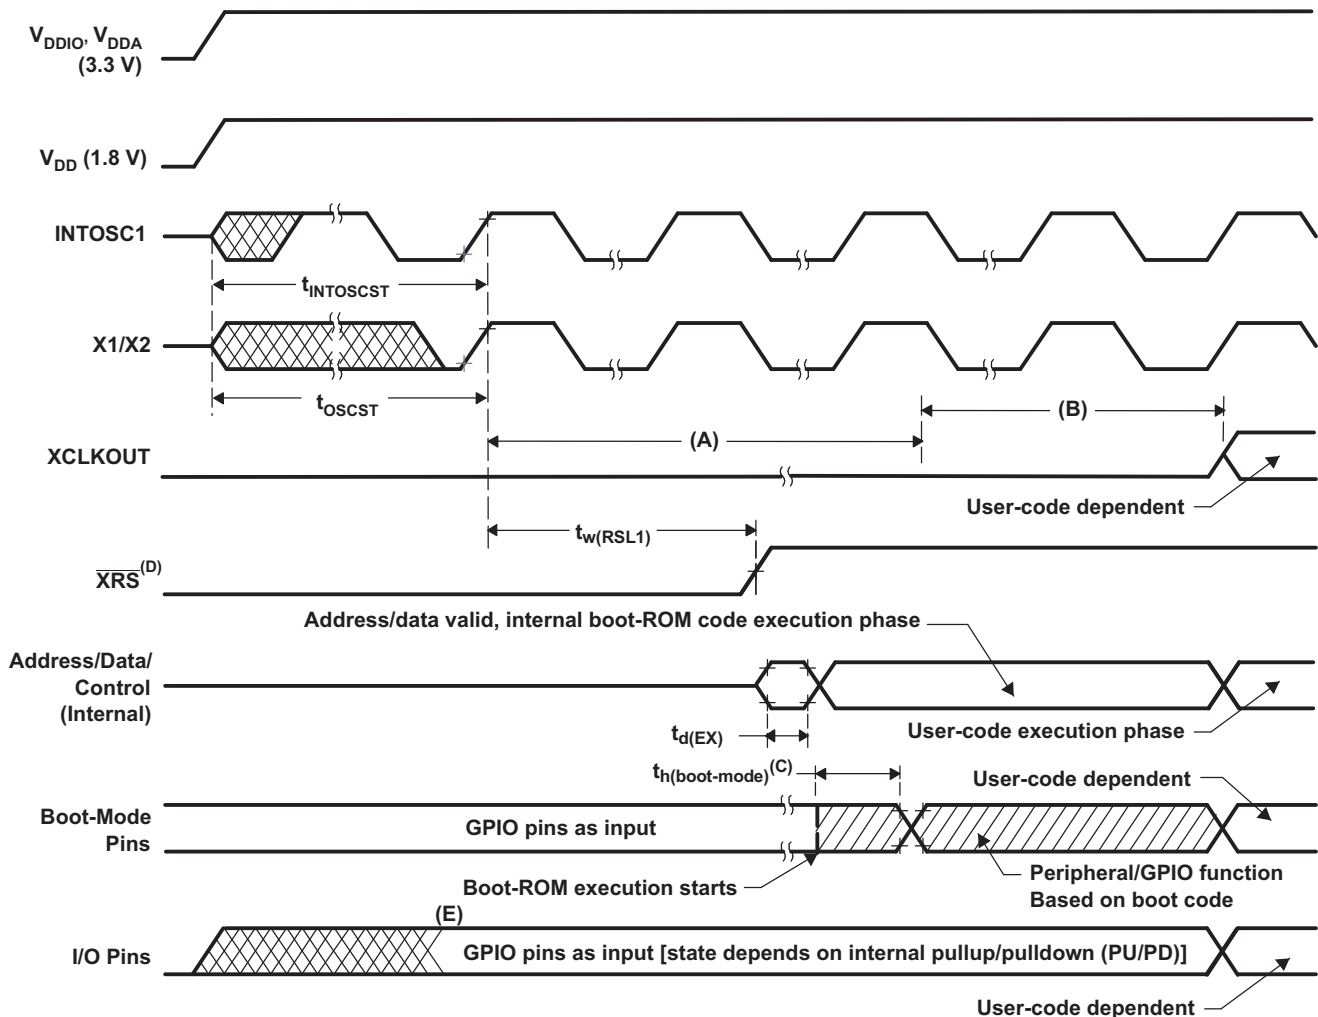 V_DDIO, V_DDA
(3.3 V)
V_DD (1.8 V)
INTOSC1
t_INTOSCST
X1/X2
t_OSCST
(B)
(A)
XCLKOUT
User-code dependent
t_w(RSL1)
XRS(D)
Address/data valid, internal boot-ROM code execution phase
Address/Data/
Control
(Internal)
t_d(EX)
User-code execution phase
t_h(boot-mode)(C)
User-code dependent
Boot-Mode
Pins
GPIO pins as input
Boot-ROM execution starts
Peripheral/GPIO function
Based on boot code
(E)
I/O Pins
GPIO pins as input [state depends on internal pullup/pulldown (PU/PD)]
User-code dependent